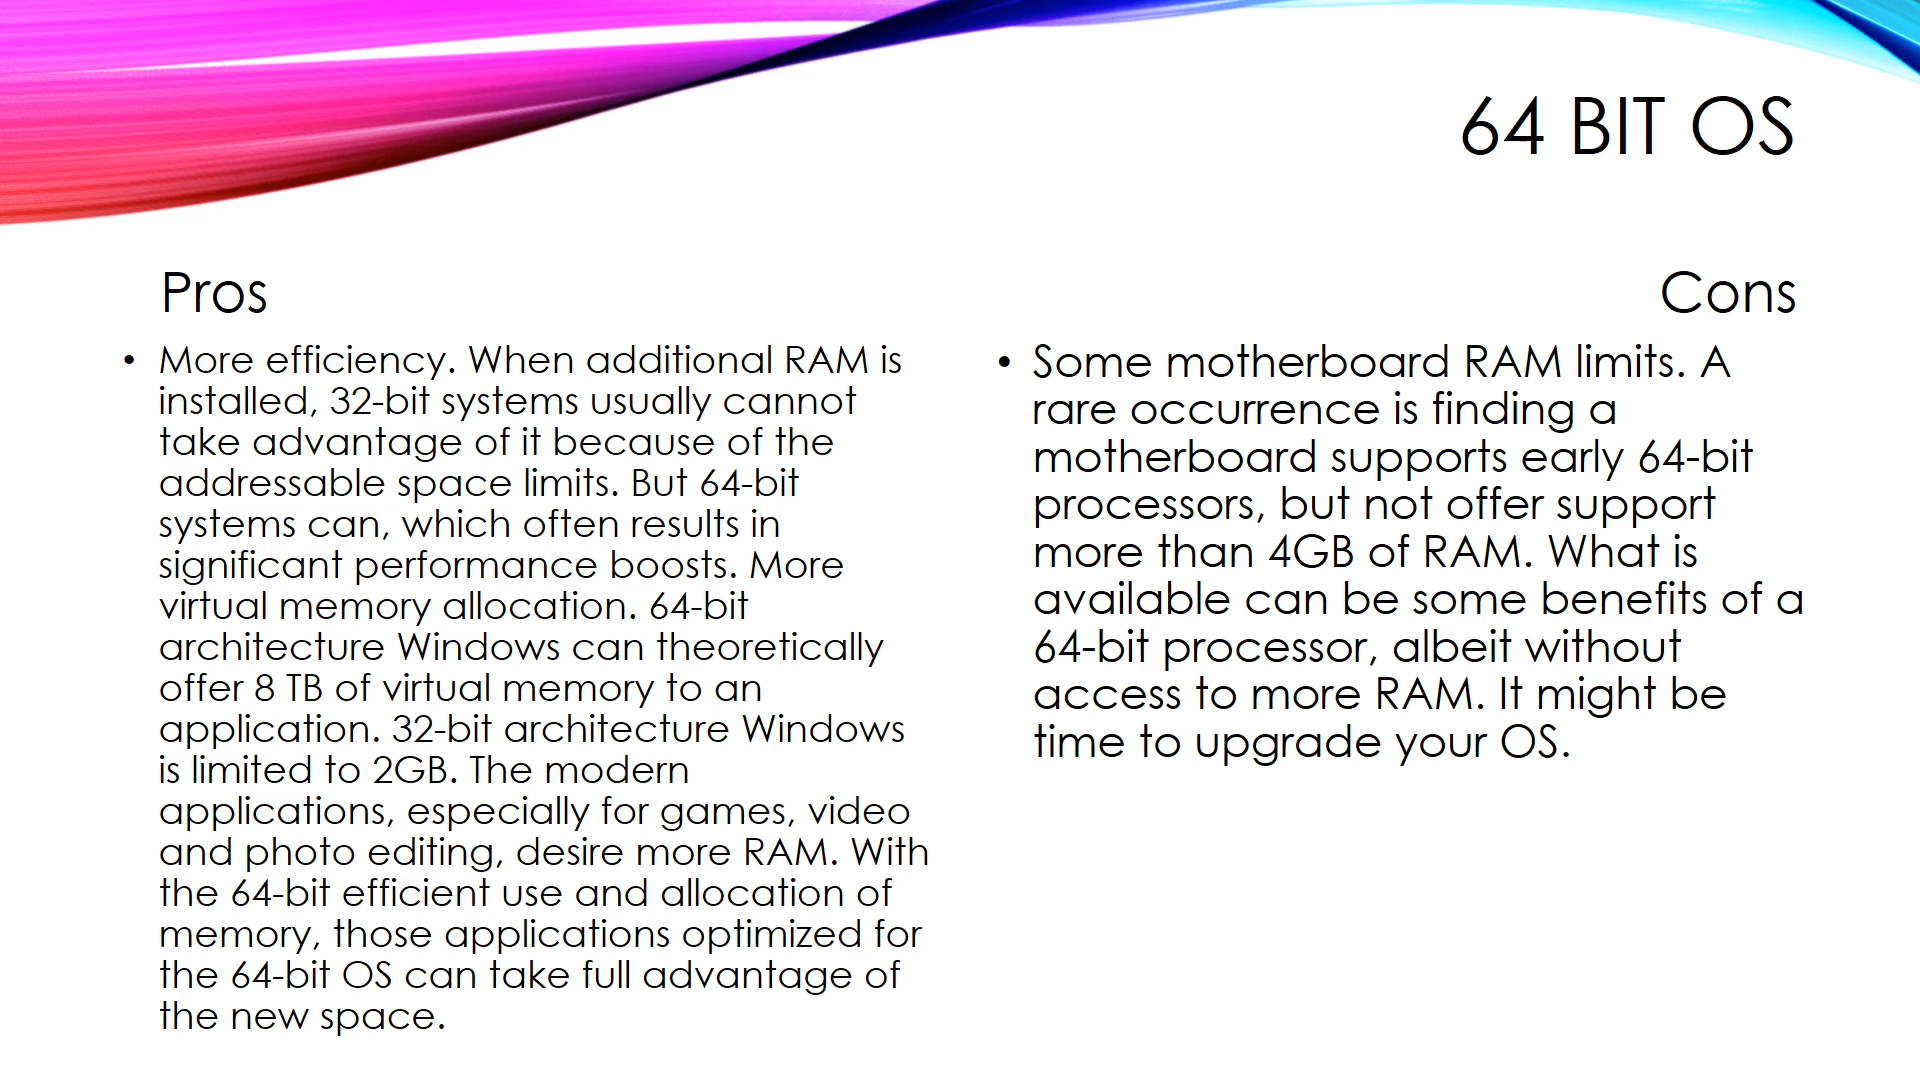 64 BIT OS
Pros
• More efficiency. When additional RAM is
installed, 32-bit systems usually cannot
take advantage of it because of the
addressable space limits. But 64-bit
systems can, which often results in
significant performance boosts. More
virtual memory allocation. 64-bit
architecture Windows can theoretically
offer 8 TB of virtual memory to an
application. 32-bit architecture Windows
is limited to 2GB. The modern
applications, especially for games, video
and photo editing, desire more RAM. With
the 64-bit efficient use and allocation of
memory, those applications optimized for
the 64-bit OS can take full advantage of
the new space.
Cons
• Some motherboard RAM limits. A
rare occurrence is finding a
motherboard supports early 64-bit
processors, but not offer support
more than 4GB of RAM. What is
available can be some benefits of a
64-bit processor, albeit without
access to more RAM. It might be
time to upgrade your OS.